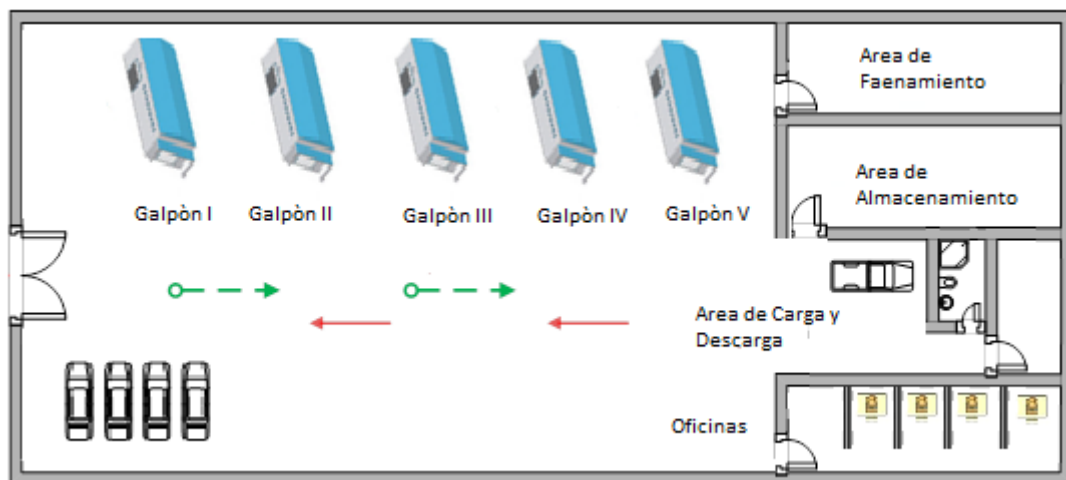 Area de
Faenamiento
Area de
Almacenamiento
Galpòn I
Galpòn II
Galpòn III
Galpòn IV
Galpòn V
Area de Carga y
Descarga
Oficinas